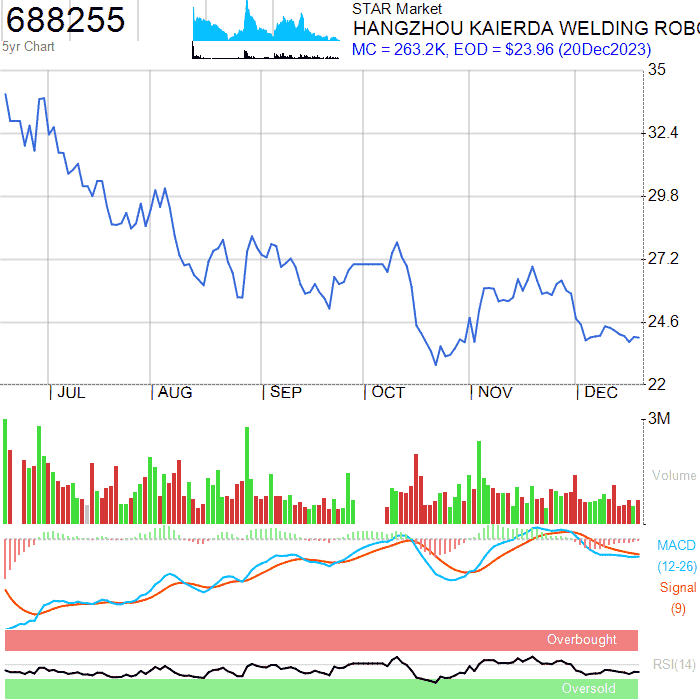 688255
5yr Chart
STAR Market
HANGZHOU KAIERDA WELDING ROBO
MC = 263.2K, EOD = $23.96 (20Dec2023)
35
32.4
29.8
27.2
24.6
22
JUL AUG SEP OCT NOV DEC
3M
Volume
MACD
(12-26)
Signal
(9)
Overbought
RSI(14)
Oversold